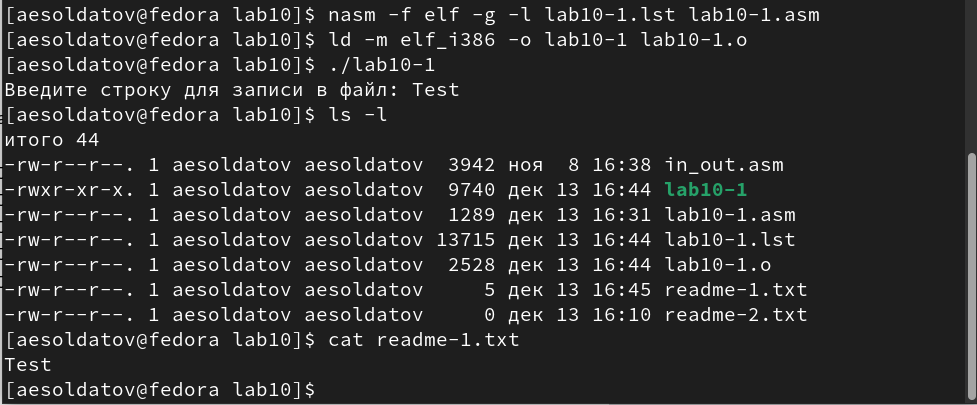 [aesoldatov@fedora lab10]$ nasm -f elf -g -l lab10-1.lst lab10-1.asm
[aesoldatov@fedora lab10]$ ld -m elf_i386 -o lab10-1 lab10-1.o
[aesoldatov@fedora lab10]$ ./lab10-1
Введите строку для записи в файл: Test
[aesoldatov@fedora lab10]$ ls -l
итого 44
-rw-r--r--. 1 aesoldatov aesoldatov  3942 ноя  8 16:38 in_out.asm
-rwxr-xr-x. 1 aesoldatov aesoldatov  9740 дек 13 16:44 lab10-1
-rw-r--r--. 1 aesoldatov aesoldatov  1289 дек 13 16:31 lab10-1.asm
-rw-r--r--. 1 aesoldatov aesoldatov 13715 дек 13 16:44 lab10-1.lst
-rw-r--r--. 1 aesoldatov aesoldatov  2528 дек 13 16:44 lab10-1.o
-rw-r--r--. 1 aesoldatov aesoldatov     5 дек 13 16:45 readme-1.txt
-rw-r--r--. 1 aesoldatov aesoldatov     0 дек 13 16:10 readme-2.txt
[aesoldatov@fedora lab10]$ cat readme-1.txt
Test
[aesoldatov@fedora lab10]$